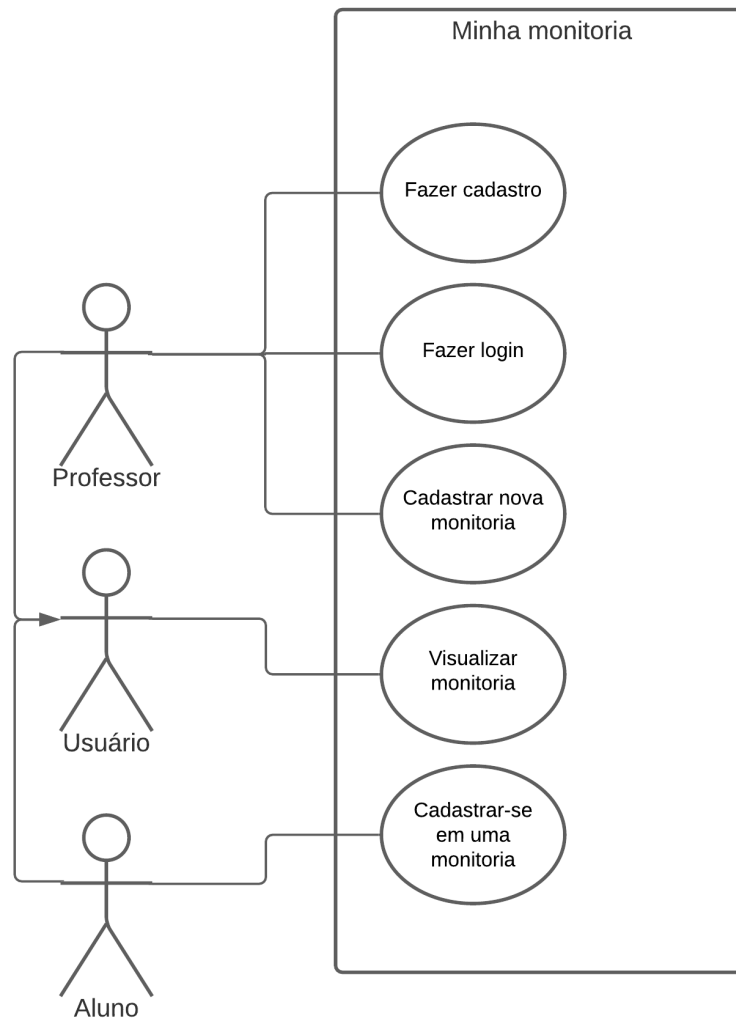 Minha monitoria
Fazer cadastro
Fazer login
Professor
Cadastrar nova
monitoria
Visualizar
monitoria
Usuário
Cadastrar-se
em uma
monitoria
Aluno